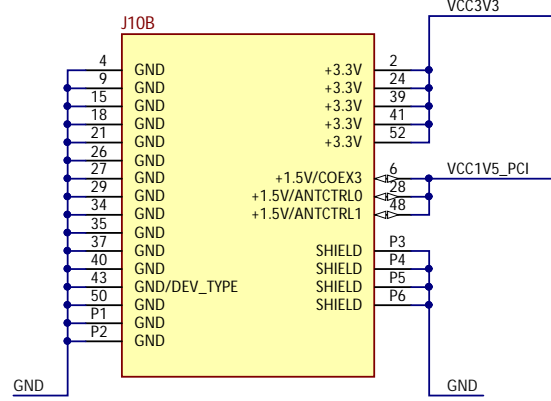 VCC3V3
J10B
4 GND +3.3V 2
9 GND +3.3V 24
15 GND +3.3V 39
18 GND +3.3V 41
21 GND +3.3V 52
26 GND
27 GND +1.5V/COEX3 6 VCC1V5_PCI
29 GND +1.5V/ANTCTRL0 28
34 GND +1.5V/ANTCTRL1 48
35 GND
37 GND SHIELD P3
40 GND SHIELD P4
43 GND/DEV_TYPE SHIELD P5
50 GND SHIELD P6
P1 GND
P2 GND
GND GND